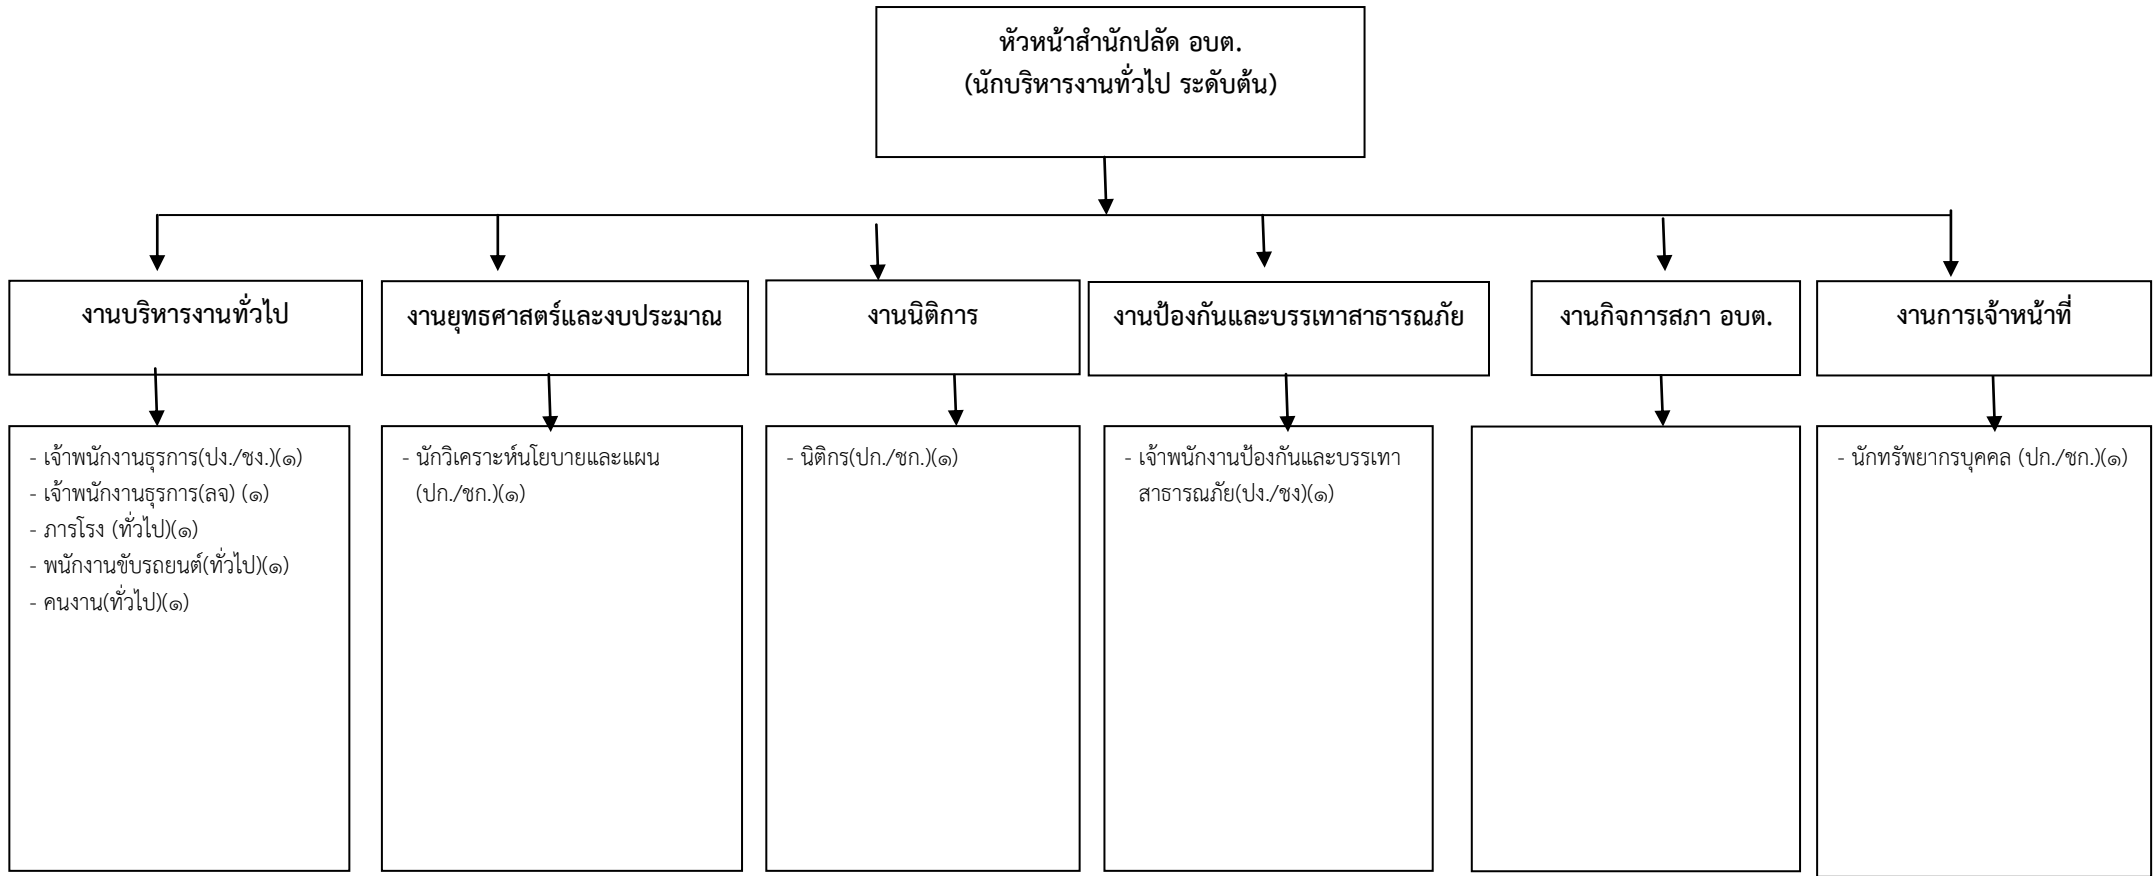 หัวหน้าสำนักปลัด อบต.
(นักบริหารงานทั่วไป ระดับต้น)
งานบริหารงานทั่วไป
งานยุทธศาสตร์และงบประมาณ
งานนิติการ
งานป้องกันและบรรเทาสาธารณภัย
งานกิจการสภา อบต.
งานการเจ้าหน้าที่
- เจ้าพนักงานธุรการ(ปง./ชง.)(๑)
- เจ้าพนักงานธุรการ(ลจ) (๑)
- ภารโรง (ทั่วไป)(๑)
- พนักงานขับรถยนต์(ทั่วไป)(๑)
- คนงาน(ทั่วไป)(๑)
- นักวิเคราะห์นโยบายและแผน
(ปก./ชก.)(๑)
- นิติกร(ปก./ชก.)(๑)
- เจ้าพนักงานป้องกันและบรรเทา
สาธารณภัย(ปง./ชง)(๑)
- นักทรัพยากรบุคคล (ปก./ชก.)(๑)